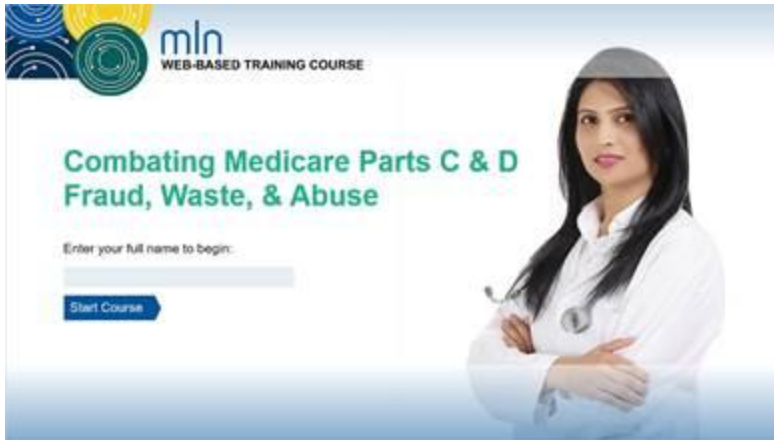 mln
WEB-BASED TRAINING COURSE
Combating Medicare Parts C & D
Fraud, Waste, & Abuse
Enter your full name to begin:
Start Course